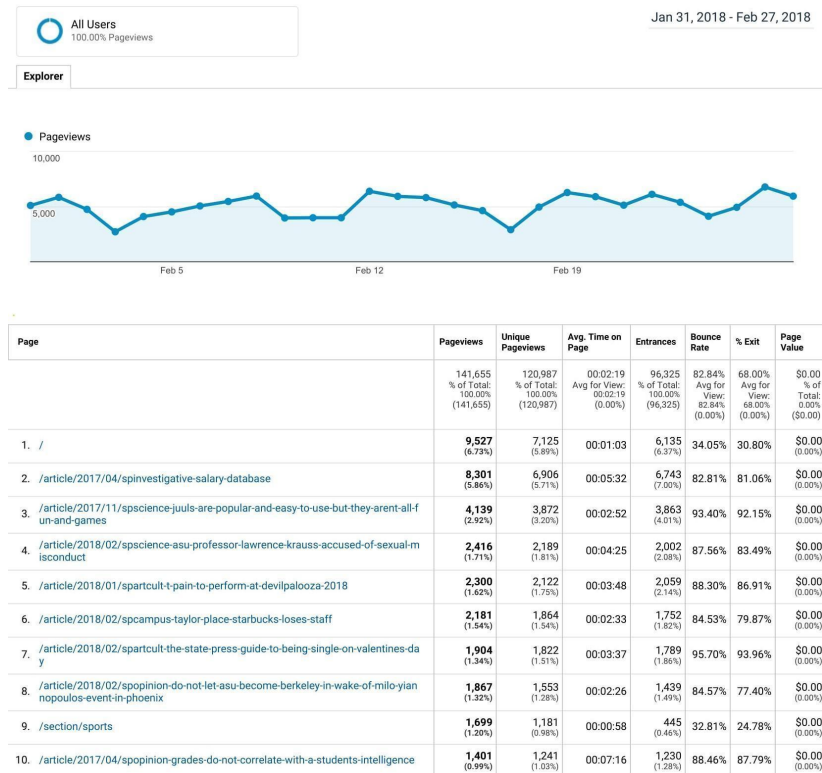 All Users
100.00% Pageviews
Jan 31, 2018 - Feb 27, 2018
Explorer
Pageviews
10,000
5,000
Feb 5 Feb 12 Feb 19
Page Pageviews Unique Pageviews Avg. Time on Page Entrances Bounce Rate % Exit Page Value
141,655 120,987 00:02:19 96,325 82.84% 68.00% $0.00
% of Total: 100.00% (141,655) % of Total: 100.00% (120,987) Avg for View: 00:02:19 (0.00%) % of Total: 100.00% (96,325) Avg for View: 82.84% (0.00%) Avg for View: 68.00% (0.00%) % of Total: 0.00% ($0.00)
1. / 9,527 (6.73%) 7,125 (5.89%) 00:01:03 6,135 (6.37%) 34.05% 30.80% $0.00 (0.00%)
2. /article/2017/04/spinvestigative-salary-database 8,301 (5.86%) 6,906 (5.71%) 00:05:32 6,743 (7.00%) 82.81% 81.06% $0.00 (0.00%)
3. /article/2017/11/spscience-juuls-are-popular-and-easy-to-use-but-they-arent-all-f
un-and-games 4,139 (2.92%) 3,872 (3.20%) 00:02:52 3,863 (4.01%) 93.40% 92.15% $0.00 (0.00%)
4. /article/2018/02/spscience-asu-professor-lawrence-krauss-accused-of-sexual-m
isconduct 2,416 (1.71%) 2,189 (1.81%) 00:04:25 2,002 (2.08%) 87.56% 83.49% $0.00 (0.00%)
5. /article/2018/01/spartcult-t-pain-to-perform-at-devilpalooza-2018 2,300 (1.62%) 2,122 (1.75%) 00:03:48 2,059 (2.14%) 88.30% 86.91% $0.00 (0.00%)
6. /article/2018/02/spcampus-taylor-place-starbucks-loses-staff 2,181 (1.54%) 1,864 (1.54%) 00:02:33 1,752 (1.82%) 84.53% 79.87% $0.00 (0.00%)
7. /article/2018/02/spartcult-the-state-press-guide-to-being-single-on-valentines-da
y 1,904 (1.34%) 1,822 (1.51%) 00:03:37 1,789 (1.86%) 95.70% 93.96% $0.00 (0.00%)
8. /article/2018/02/spopinion-do-not-let-asu-become-berkeley-in-wake-of-milo-yian
nopoulos-event-in-phoenix 1,867 (1.32%) 1,553 (1.28%) 00:02:26 1,439 (1.49%) 84.57% 77.40% $0.00 (0.00%)
9. /section/sports 1,699 (1.20%) 1,181 (0.98%) 00:00:58 445 (0.46%) 32.81% 24.78% $0.00 (0.00%)
10. /article/2017/04/spopinion-grades-do-not-correlate-with-a-students-intelligence 1,401 (0.99%) 1,241 (1.03%) 00:07:16 1,230 (1.28%) 88.46% 87.79% $0.00 (0.00%)